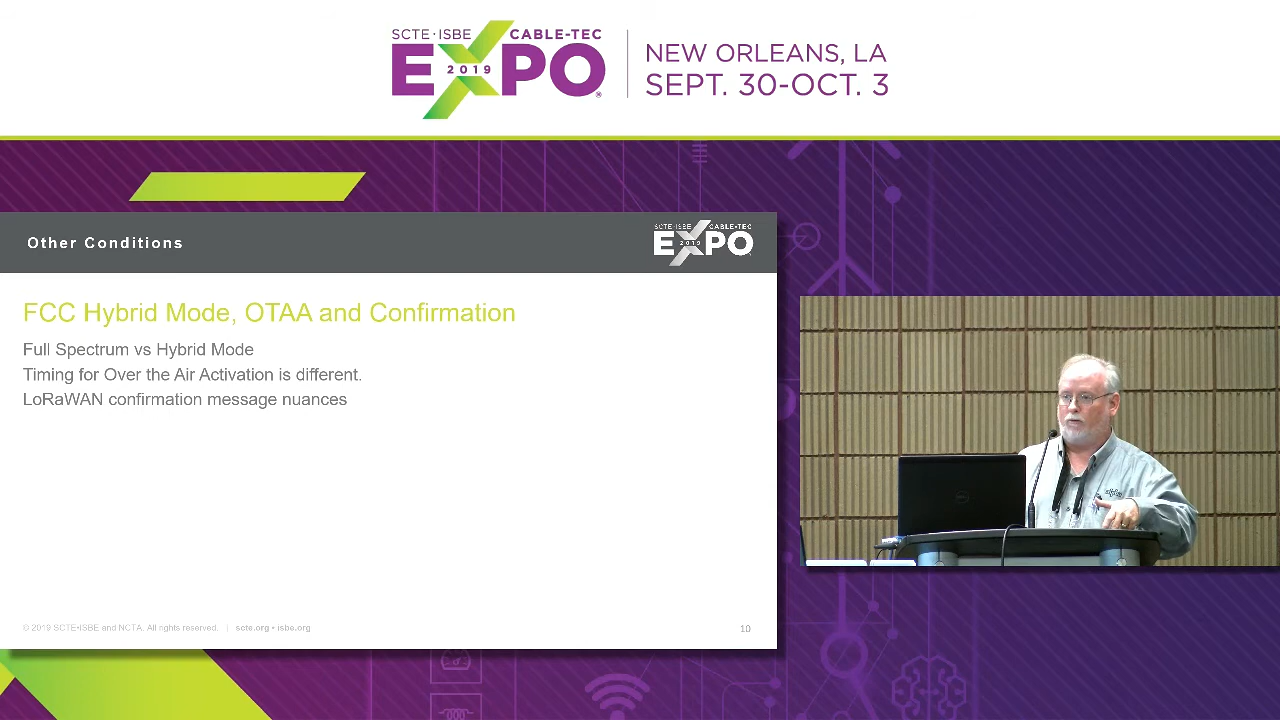 SCTE•ISBE CABLE-TEC
EXPO
2019
NEW ORLEANS, LA
SEPT. 30-OCT. 3
Other Conditions
SCTE•ISBE CABLE-TEC
EXPO
2019
FCC Hybrid Mode, OTAA and Confirmation
Full Spectrum vs Hybrid Mode
Timing for Over the Air Activation is different.
LoRaWAN confirmation message nuances
© 2019 SCTE•ISBE and NCTA. All rights reserved. | scte.org • isbe.org
10